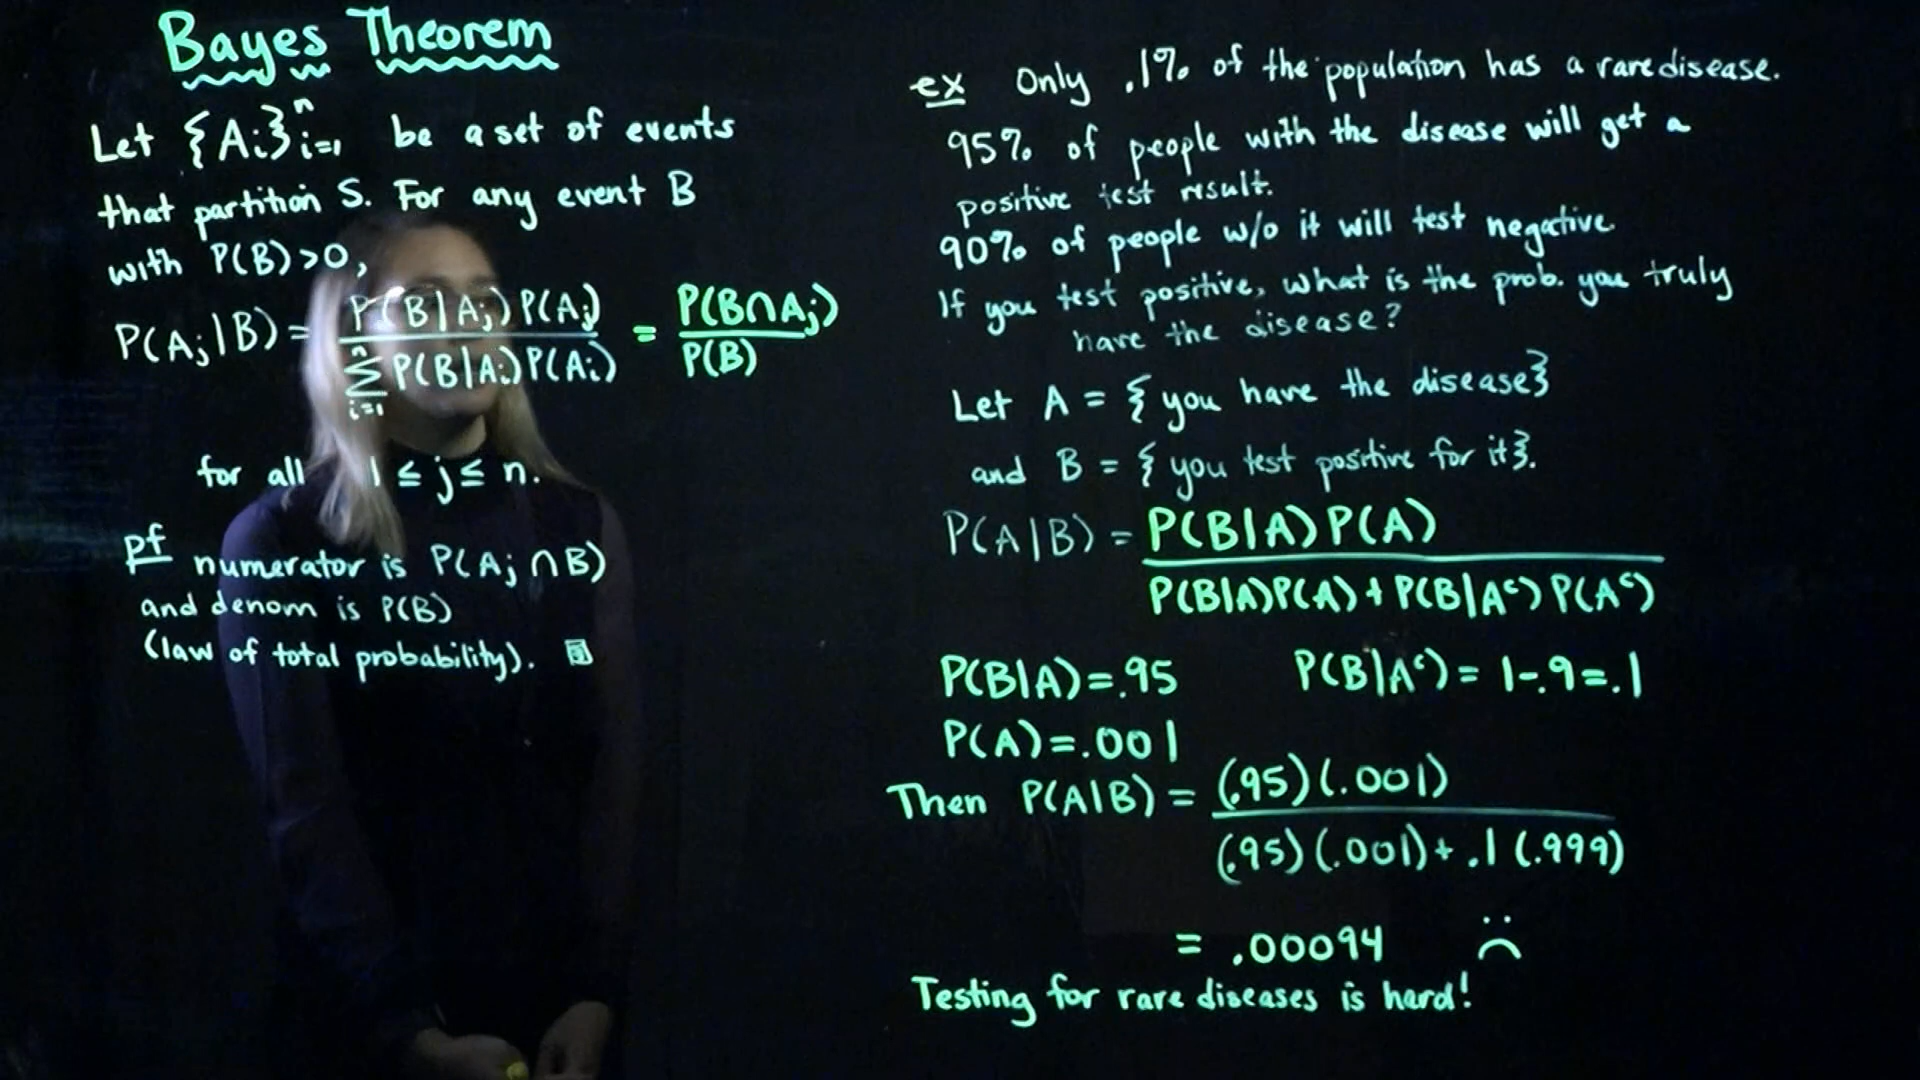 Bayes Theorem
Let {Aᵢ}ⁿᵢ₌₁ be a set of events
that partition S. For any event B
with P(B)>0,
P(Aⱼ|B) = P(B|Aⱼ)P(Aⱼ) / ∑ⁿᵢ₌₁ P(B|Aᵢ)P(Aᵢ) = P(B∩Aⱼ) / P(B)
for all 1 ≤ j ≤ n.
pf numerator is P(Aⱼ ∩ B)
and denom is P(B)
(law of total probability).
ex Only .1% of the population has a rare disease.
95% of people with the disease will get a
positive test result.
90% of people w/o it will test negative
If you test positive, what is the prob. you truly
have the disease?
Let A = {you have the disease}
and B = {you test positive for it}.
P(A|B) = P(B|A)P(A) / P(B|A)P(A) + P(B|Aᶜ)P(Aᶜ)
P(B|A)=.95 P(B|Aᶜ) = 1-.9=.1
P(A)=.001
Then P(A|B) = (.95)(.001) / (.95)(.001) + .1(.999)
= .00094
Testing for rare diseases is hard!